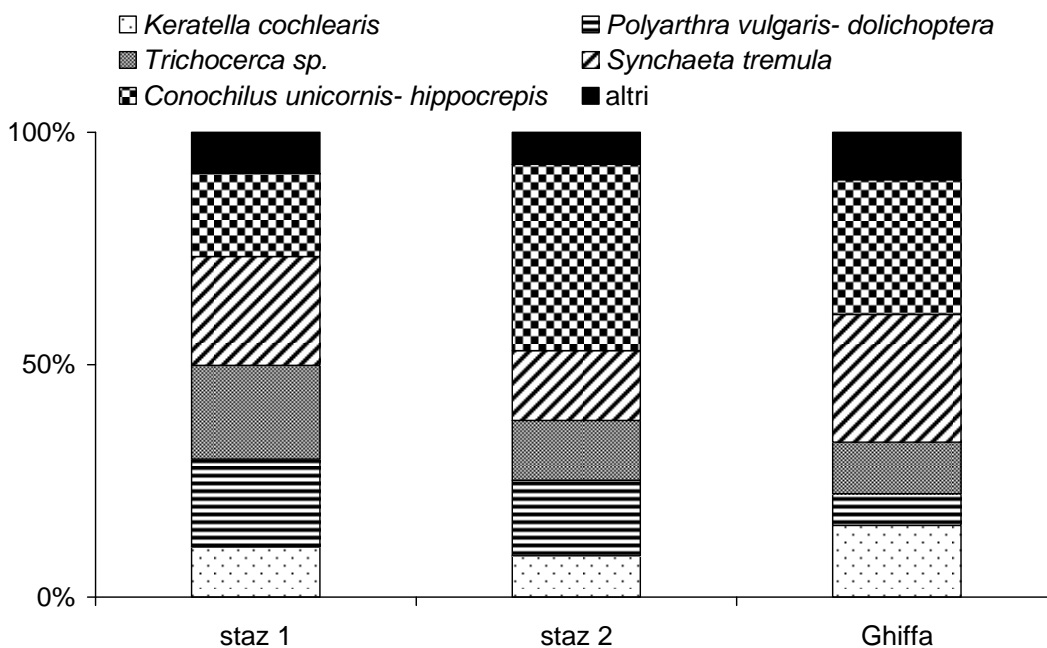 Keratella cochlearis Polyarthra vulgaris- dolichoptera
Trichocerca sp. Synchaeta tremula
Conochilus unicornis- hippocrepis altri
100%
50%
0%
staz 1 staz 2 Ghiffa